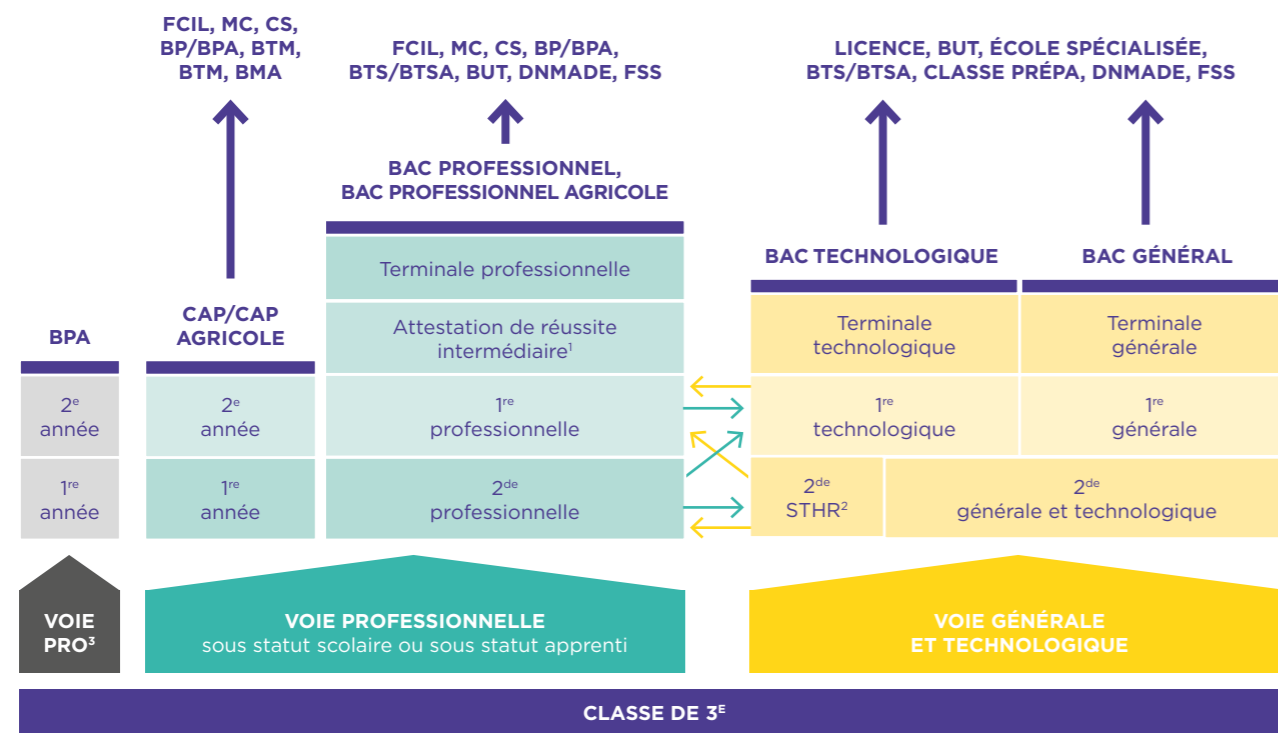 FCIL, MC, CS,
BP/BPA, BTM,
BTM, BMA
FCIL, MC, CS, BP/BPA,
BTS/BTSA, BUT, DNMADE, FSS
LICENCE, BUT, ÉCOLE SPÉCIALISÉE,
BTS/BTSA, CLASSE PRÉPA, DNMADE, FSS
BAC PROFESSIONNEL,
BAC PROFESSIONNEL AGRICOLE
BAC TECHNOLOGIQUE
BAC GÉNÉRAL
BPA
CAP/CAP
AGRICOLE
Terminale professionnelle
Attestation de réussite
intermédiaire¹
Terminale
technologique
Terminale
générale
2ᵉ
année
2ᵉ
année
1ʳᵉ
professionnelle
1ʳᵉ
technologique
1ʳᵉ
générale
1ʳᵉ
année
1ʳᵉ
année
2ᵈᵉ
professionnelle
2ᵈᵉ
STHR²
2ᵈᵉ
générale et technologique
VOIE
PRO³
VOIE PROFESSIONNELLE
sous statut scolaire ou sous statut apprenti
VOIE GÉNÉRALE
ET TECHNOLOGIQUE
CLASSE DE 3ᴱ